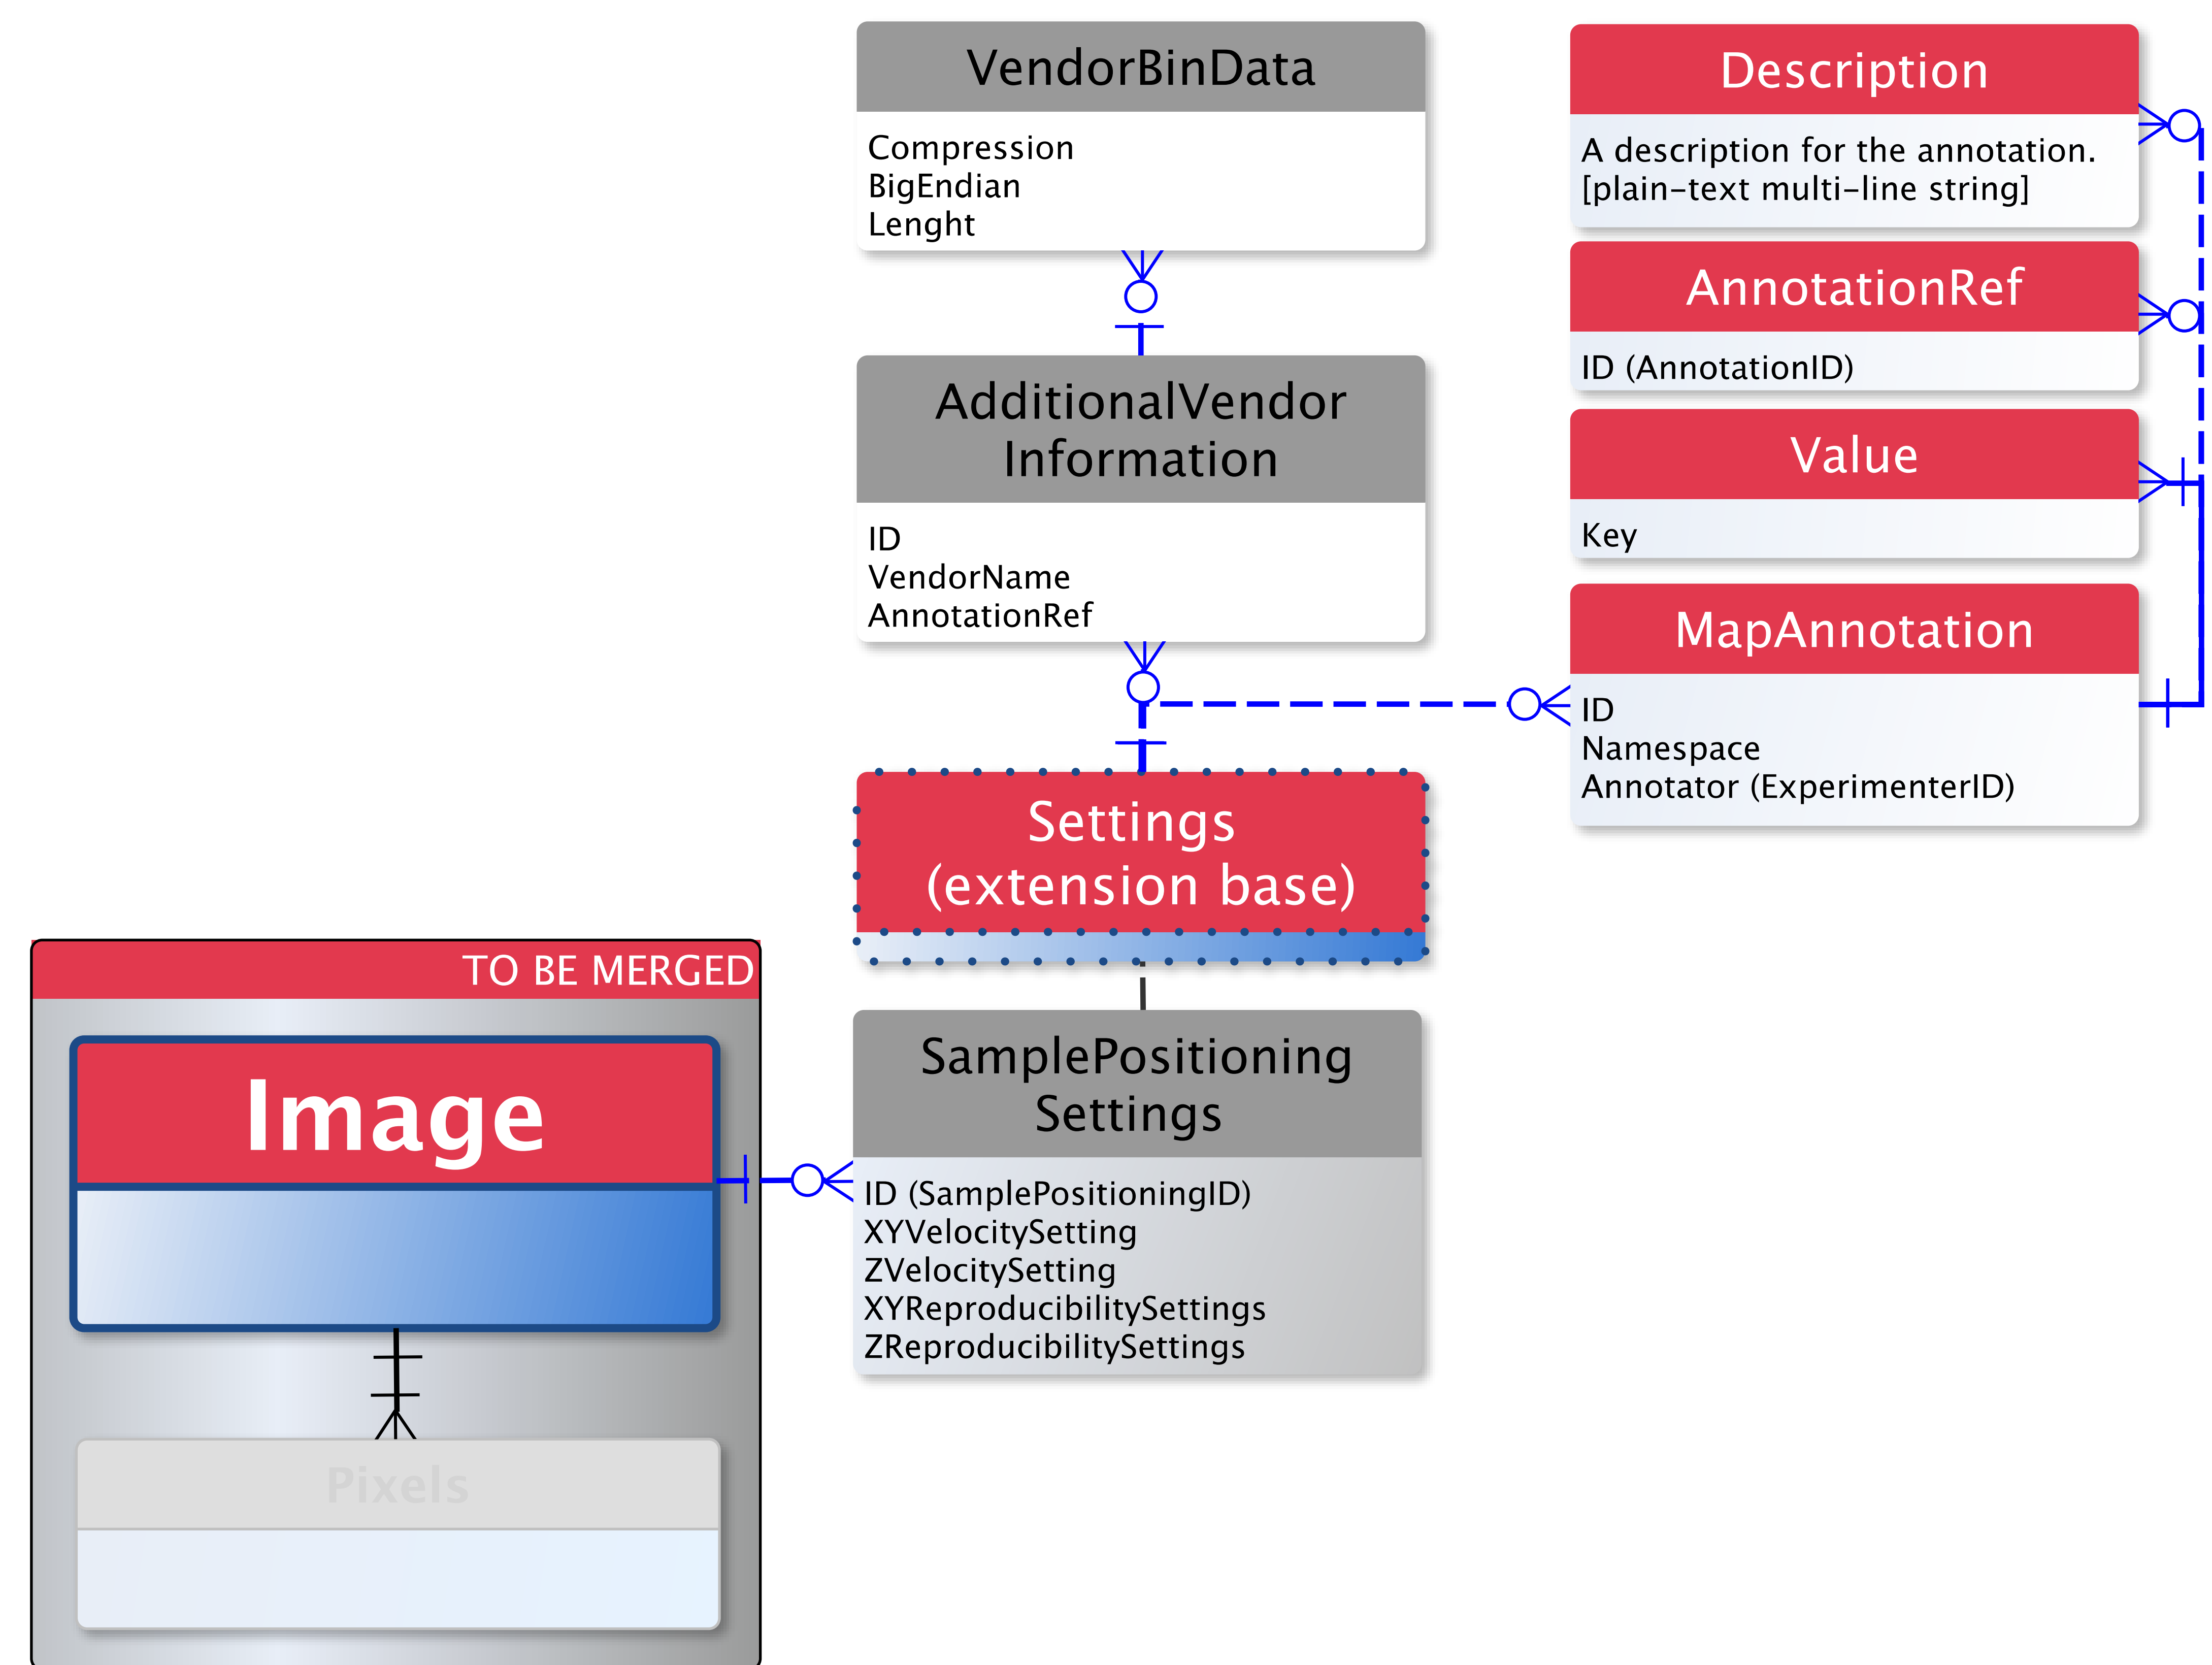 VendorBinData
Compression
BigEndian
Lenght
AdditionalVendor
Information
ID
VendorName
AnnotationRef
Settings
(extension base)
SamplePositioning
Settings
ID (SamplePositioningID)
XYVelocitySetting
ZVelocitySetting
XYReproducibilitySettings
ZReproducibilitySettings
Description
A description for the annotation.
[plain-text multi-line string]
AnnotationRef
ID (AnnotationID)
Value
Key
MapAnnotation
ID
Namespace
Annotator (ExperimenterID)
TO BE MERGED
Image
Pixels